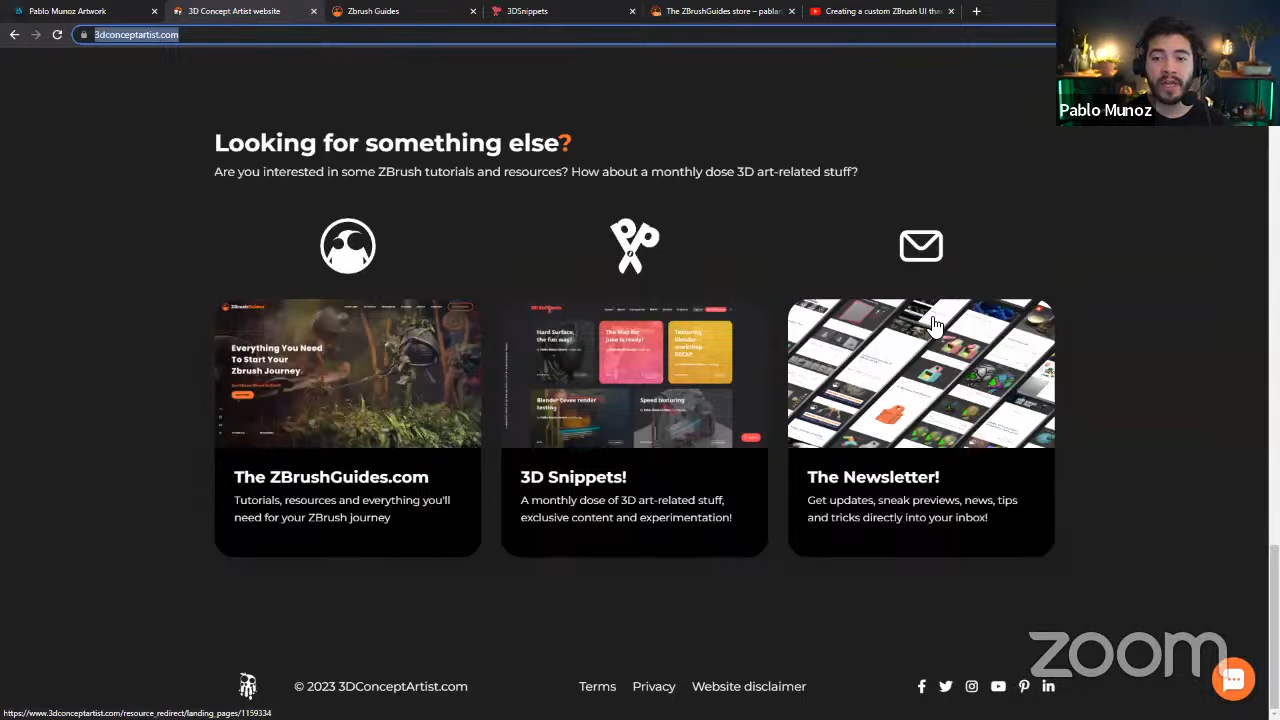 Pablo Munoz Artwork
3D Concept Artist website
Zbrush Guides
3DSnippets
The ZBrushGuides store – pablar
Creating a custom ZBrush UI tha
3dconceptartist.com
Pablo Munoz
Looking for something else?
Are you interested in some ZBrush tutorials and resources? How about a monthly dose 3D art-related stuff?
ZBrushGuides
Everything You Need
To Start Your
Zbrush Journey.
3D Snippets
Hard Surface,
the fun way!
The Map for
June is ready!
Texturing
blender
workshop
RECAP
Blender Eevee render
testing
Speed texturing
The ZBrushGuides.com
Tutorials, resources and everything you'll
need for your ZBrush journey
3D Snippets!
A monthly dose of 3D art-related stuff,
exclusive content and experimentation!
The Newsletter!
Get updates, sneak previews, news, tips
and tricks directly into your inbox!
zoom
© 2023 3DConceptArtist.com
Terms Privacy Website disclaimer
https://www.3dconceptartist.com/resource_redirect/landing_pages/1159334